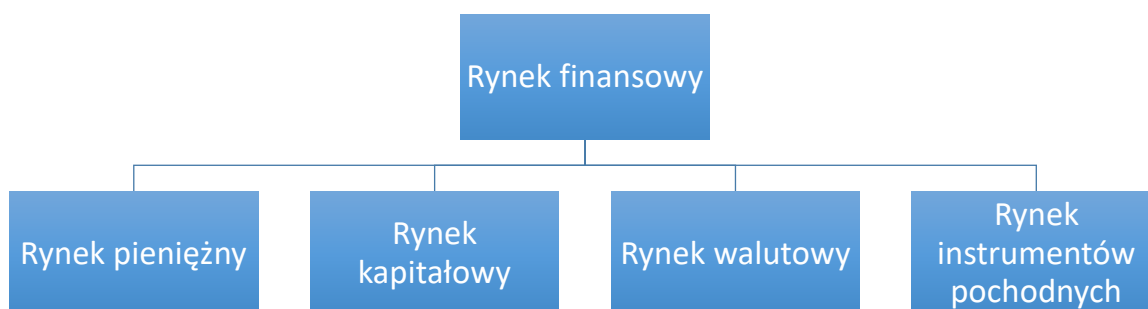 Rynek finansowy
Rynek pieniężny
Rynek
kapitałowy
Rynek walutowy
Rynek
instrumentów
pochodnych